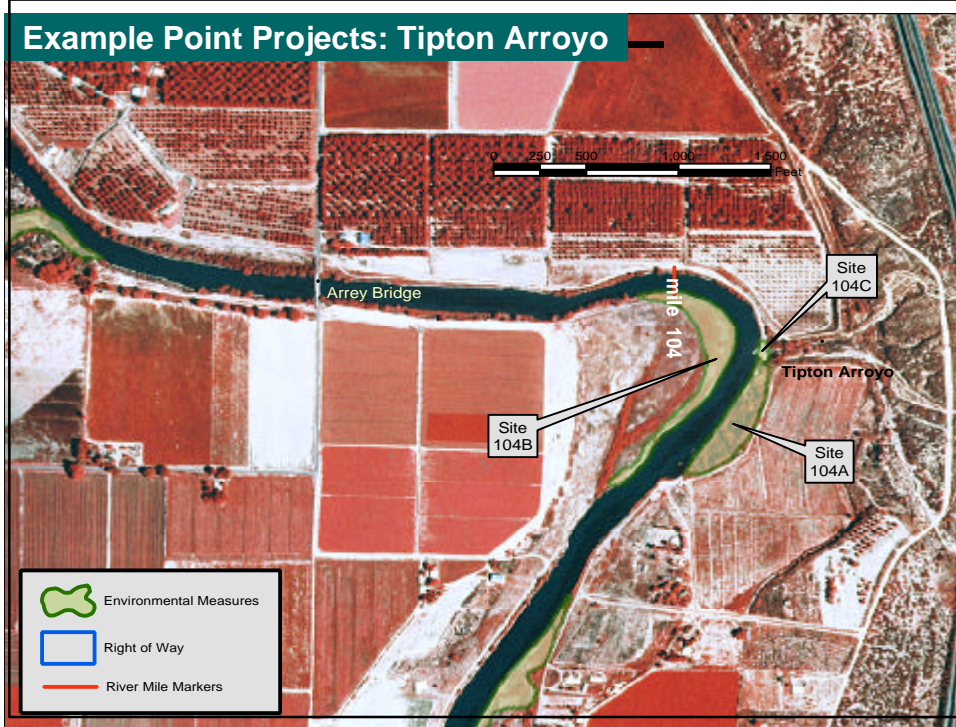 Example Point Projects: Tipton Arroyo
0 250 500 1,000 1,500
Feet
Site
104C
Arrey Bridge
mile 104
Tipton Arroyo
Site
104B
Site
104A
Environmental Measures
Right of Way
River Mile Markers